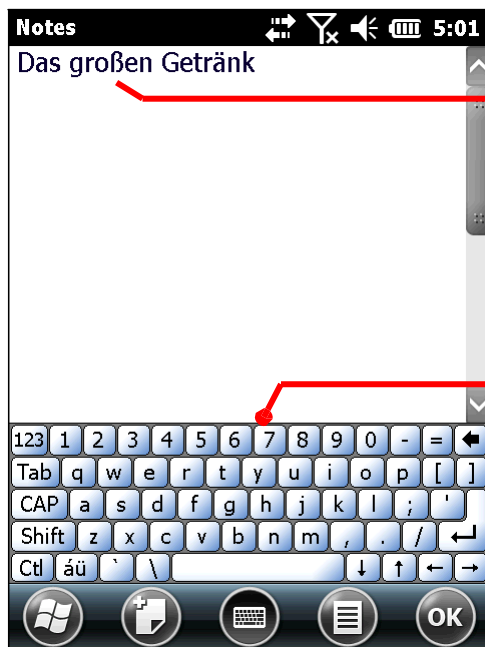 Notes 5:01
Das großen Getränk
123 1 2 3 4 5 6 7 8 9 0 - =
Tab q w e r t y u i o p [ ]
CAP a s d f g h j k l ; '
Shift z x c v b n m , . /
Ctl áü ` \
OK